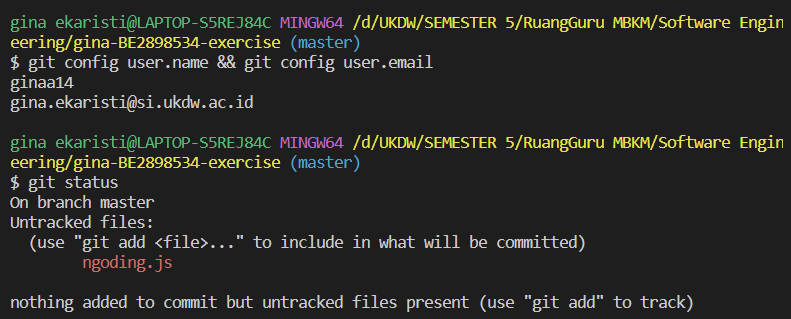 gina ekaristi@LAPTOP-S5REJ84C MINGW64 /d/UKDW/SEMESTER 5/RuangGuru MBKM/Software Engin
eering/gina-BE2898534-exercise (master)
$ git config user.name && git config user.email
ginaa14
gina.ekaristi@si.ukdw.ac.id

gina ekaristi@LAPTOP-S5REJ84C MINGW64 /d/UKDW/SEMESTER 5/RuangGuru MBKM/Software Engin
eering/gina-BE2898534-exercise (master)
$ git status
On branch master
Untracked files:
  (use "git add <file>..." to include in what will be committed)
        ngoding.js

nothing added to commit but untracked files present (use "git add" to track)